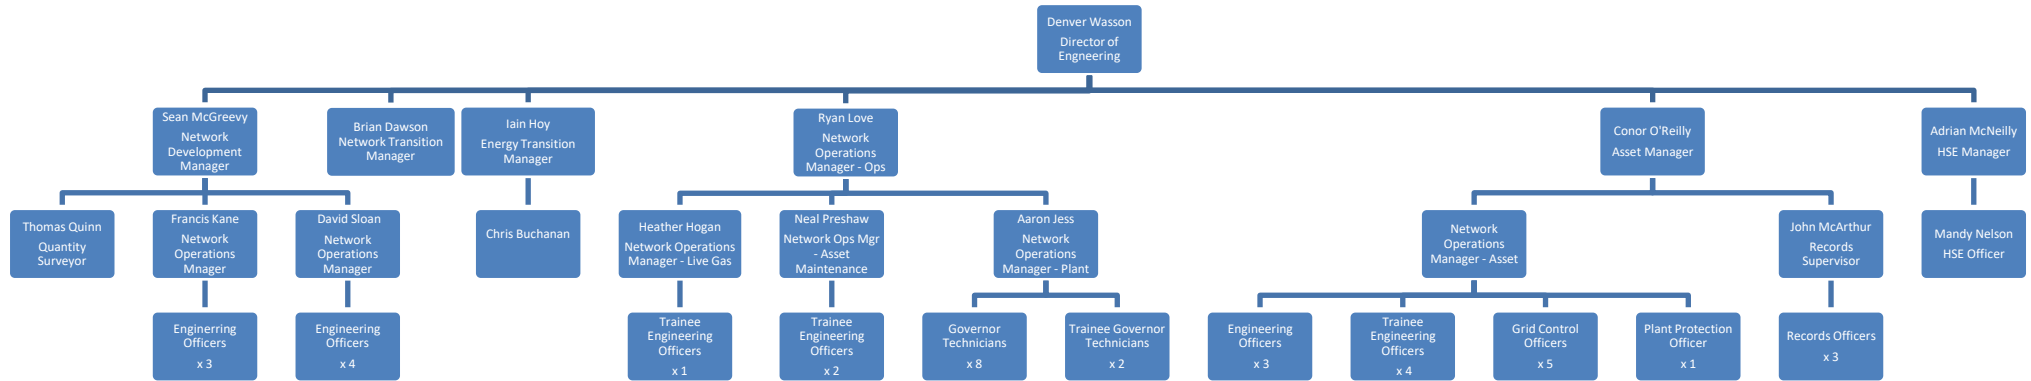 Denver Wasson
Director of
Engneering
Sean McGreevy
Network
Development
Manager
Brian Dawson
Network Transition
Manager
Iain Hoy
Energy Transition
Manager
Ryan Love
Network
Operations
Manager - Ops
Conor O'Reilly
Asset Manager
Adrian McNeilly
HSE Manager
Thomas Quinn
Quantity
Surveyor
Francis Kane
Network
Operations
Mnager
David Sloan
Network
Operations
Manager
Chris Buchanan
Heather Hogan
Network Operations
Manager - Live Gas
Neal Preshaw
Network Ops Mgr
- Asset
Maintenance
Aaron Jess
Network
Operations
Manager - Plant
Network
Operations
Manager - Asset
John McArthur
Records
Supervisor
Mandy Nelson
HSE Officer
Enginerring
Officers
x 3
Engineering
Officers
x 4
Trainee
Engineering
Officers
x 1
Trainee
Engineering
Officers
x 2
Governor
Technicians
x 8
Trainee Governor
Technicians
x 2
Engineering
Officers
x 3
Trainee
Engineering
Officers
x 4
Grid Control
Officers
x 5
Plant Protection
Officer
x 1
Records Officers
x 3